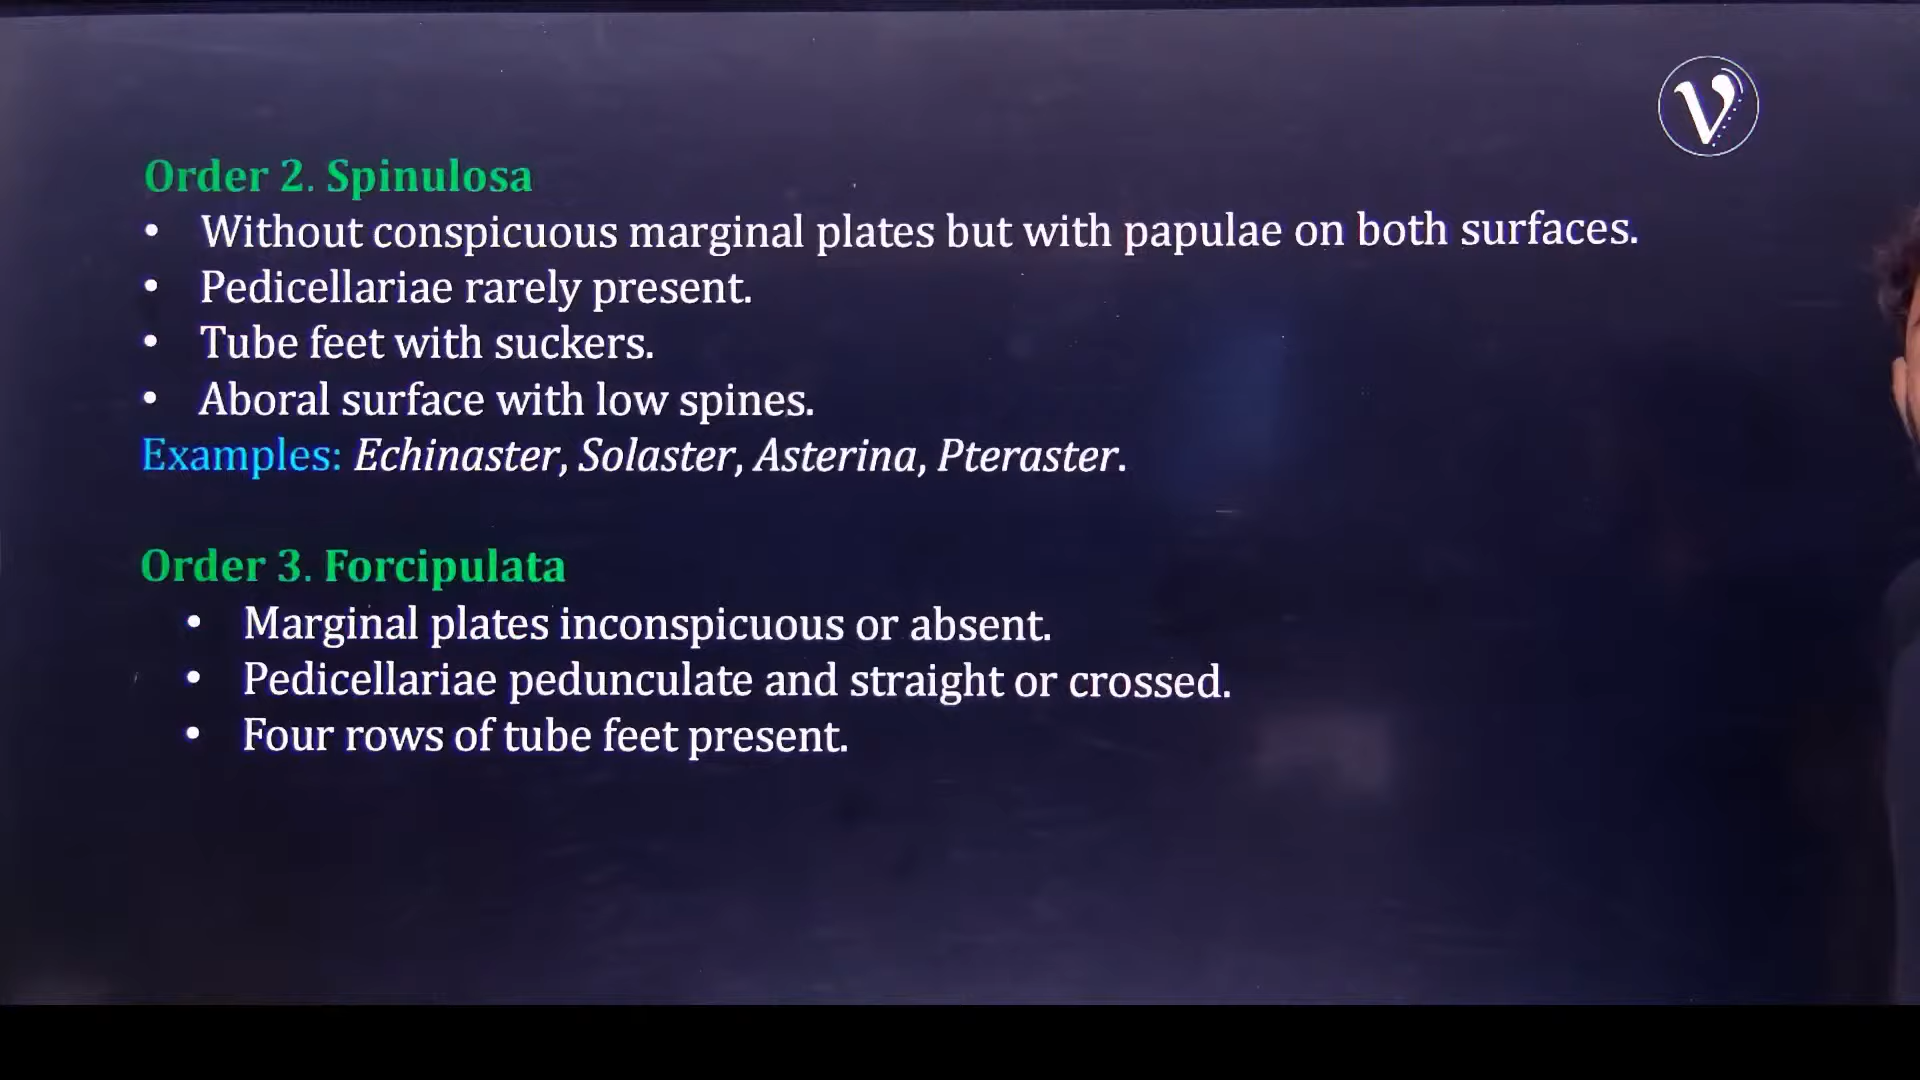 V
Order 2. Spinulosa
• Without conspicuous marginal plates but with papulae on both surfaces.
• Pedicellariae rarely present.
• Tube feet with suckers.
• Aboral surface with low spines.
Examples: Echinaster, Solaster, Asterina, Pteraster.
Order 3. Forcipulata
• Marginal plates inconspicuous or absent.
• Pedicellariae pedunculate and straight or crossed.
• Four rows of tube feet present.